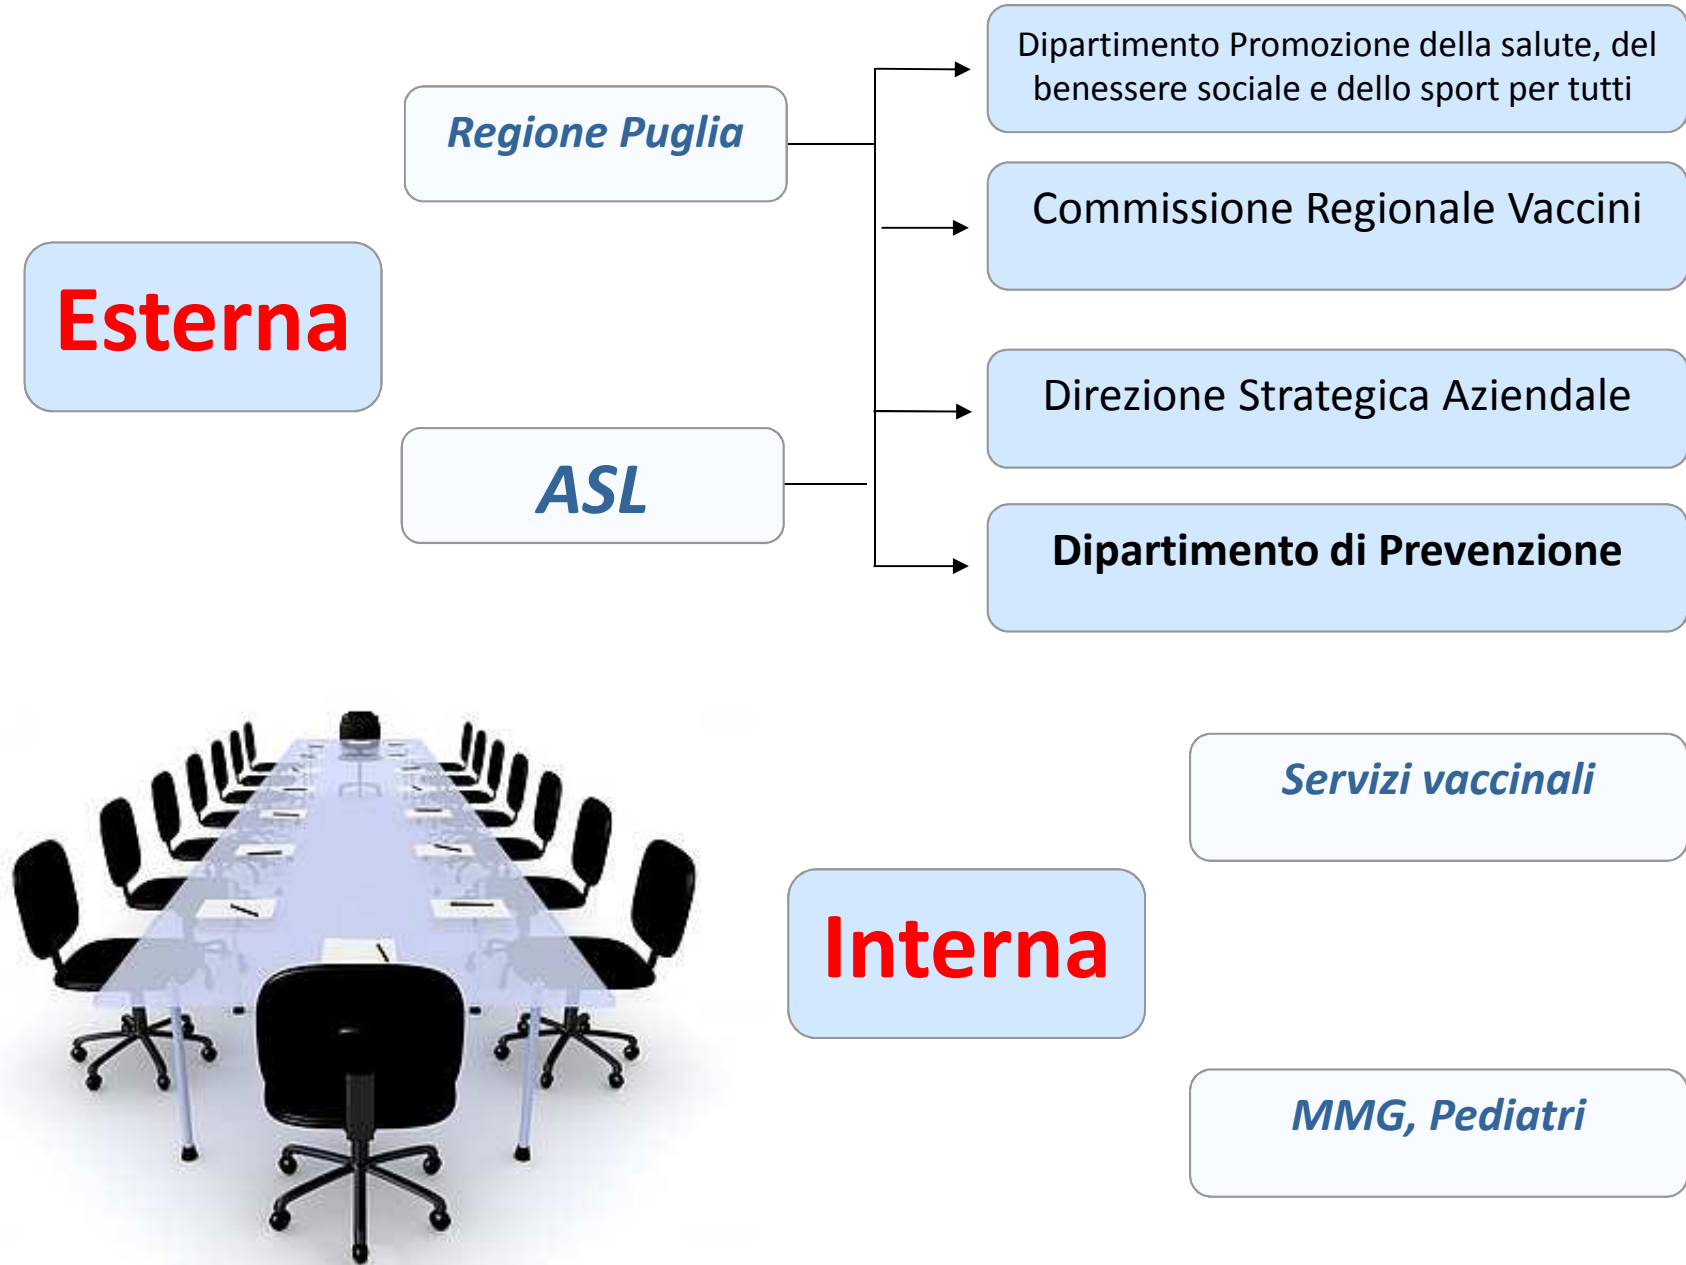 Esterna
Regione Puglia
Dipartimento Promozione della salute, del
benessere sociale e dello sport per tutti
Commissione Regionale Vaccini
ASL
Direzione Strategica Aziendale
Dipartimento di Prevenzione
Interna
Servizi vaccinali
MMG, Pediatri